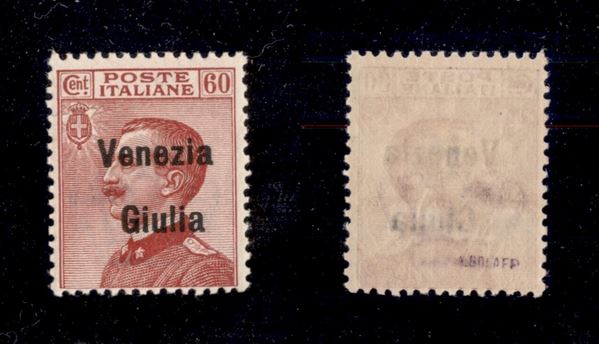 Cent POSTE 60
ITALIANE
Venezia
Giulia